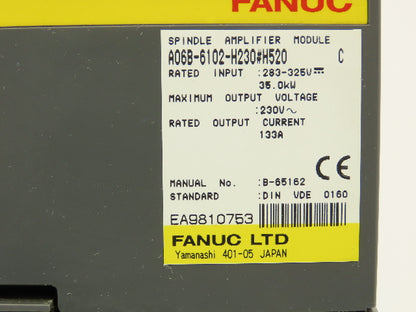 FANUC
SPINDLE AMPLIFIER MODULE
A06B-6102-H230#H520 C
RATED INPUT :283-325V⎓
35.0kW
MAXIMUM OUTPUT VOLTAGE
:230V~
RATED OUTPUT CURRENT
133A
CE
MANUAL No. :B-65162
STANDARD :DIN VDE 0160
EA9810753
FANUC LTD
Yamanashi 401-05 JAPAN